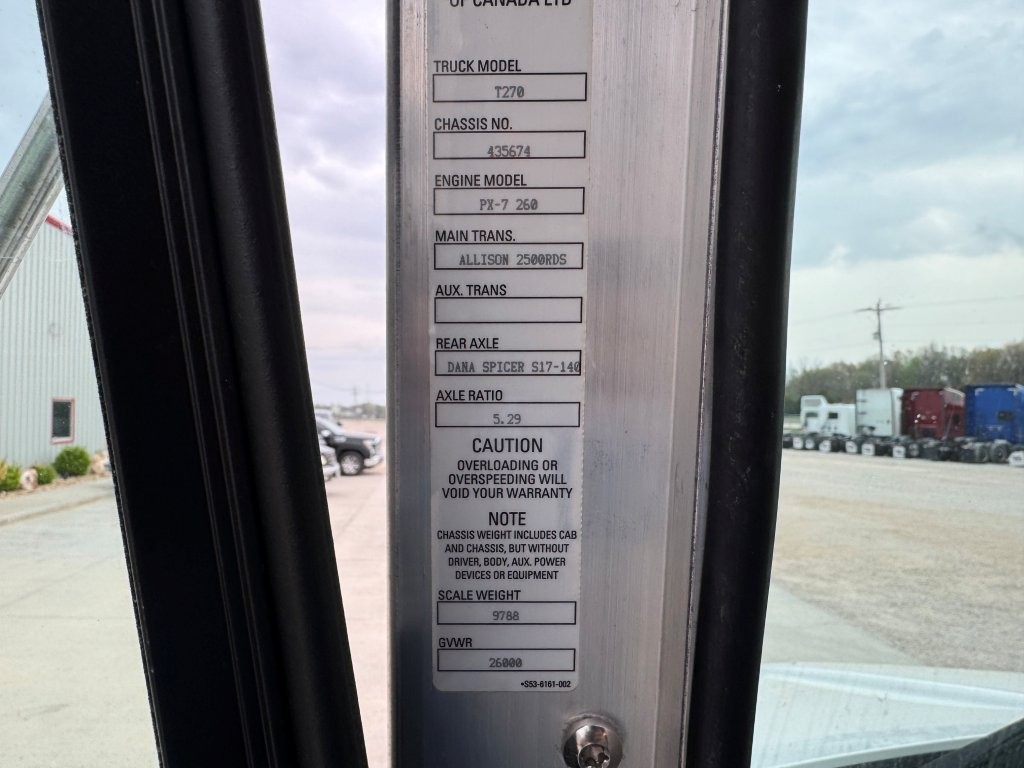 OF CANADA LTD
TRUCK MODEL
T270
CHASSIS NO.
435674
ENGINE MODEL
PX-7 260
MAIN TRANS.
ALLISON 2500RDS
AUX. TRANS
REAR AXLE
DANA SPICER S17-140
AXLE RATIO
5.29
CAUTION
OVERLOADING OR
OVERSPEEDING WILL
VOID YOUR WARRANTY
NOTE
CHASSIS WEIGHT INCLUDES CAB
AND CHASSIS, BUT WITHOUT
DRIVER, BODY, AUX. POWER
DEVICES OR EQUIPMENT
SCALE WEIGHT
9788
GVWR
26000
•S53-6161-002